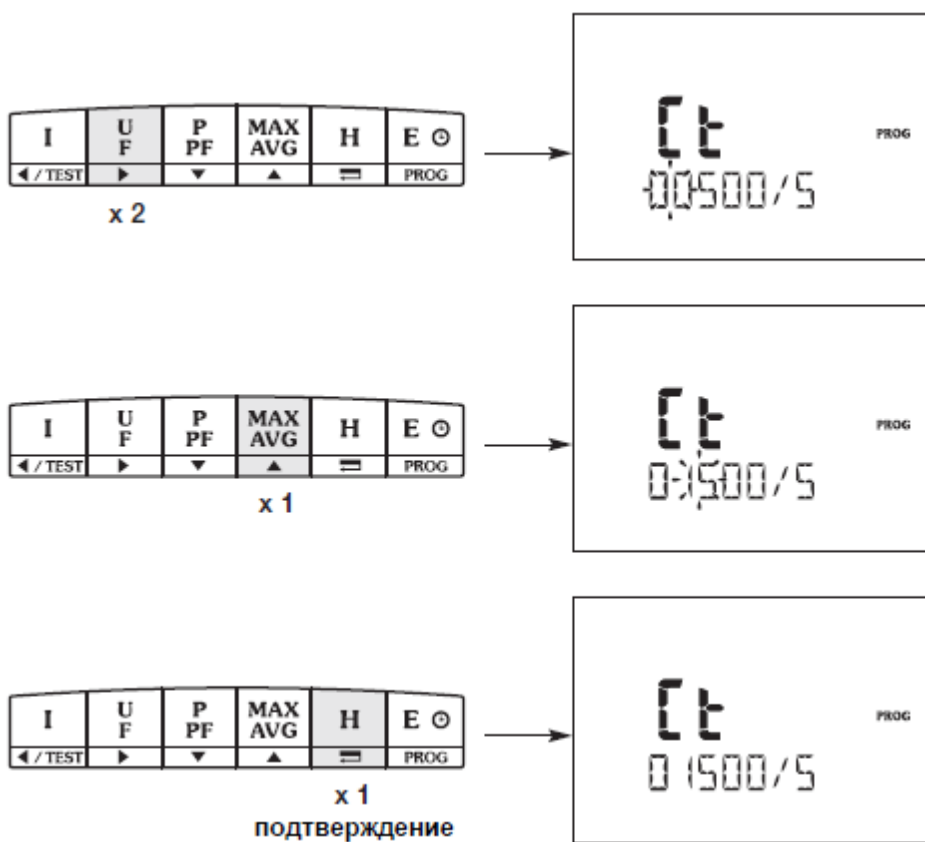 Ct
PROG
I U F P PF MAX AVG H E
◀ / TEST ▶ ▼ ▲ PROG
00500/5
x 2
Ct
PROG
I U F P PF MAX AVG H E
◀ / TEST ▶ ▼ ▲ PROG
01500/5
x 1
Ct
PROG
I U F P PF MAX AVG H E
◀ / TEST ▶ ▼ ▲ PROG
01500/5
x 1
подтверждение